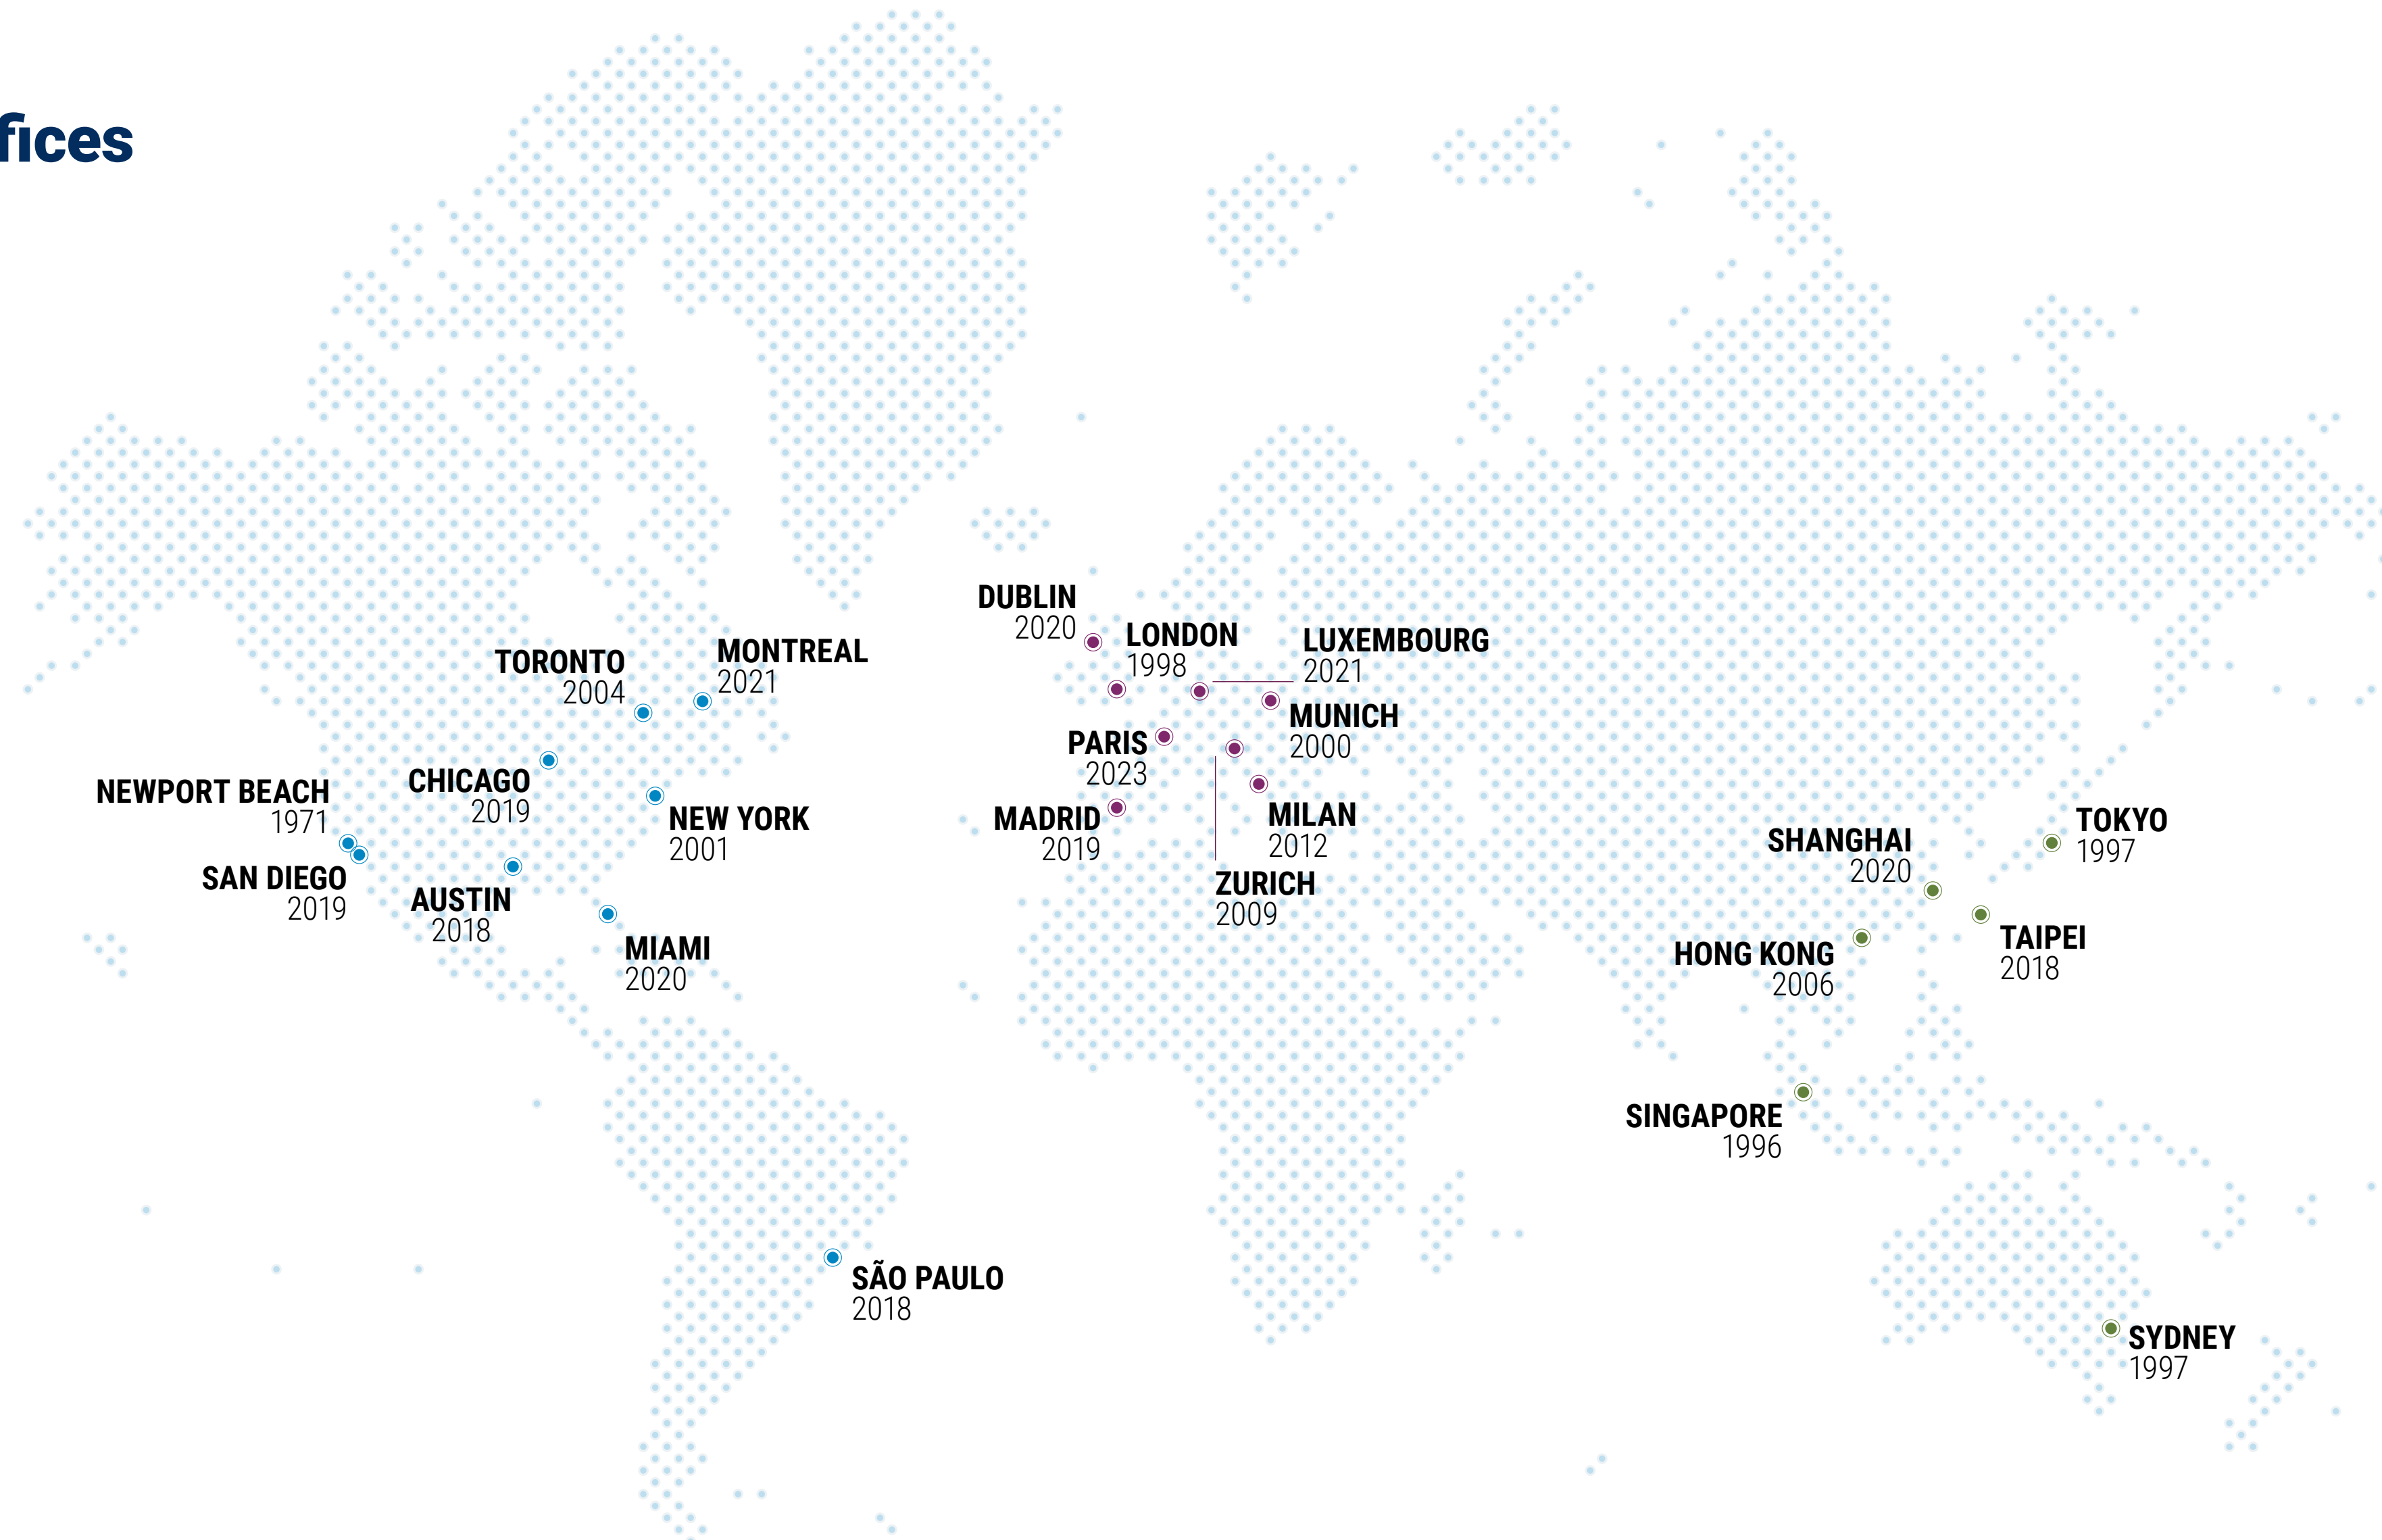 fices
DUBLIN
2020
LONDON
1998
LUXEMBOURG
2021
TORONTO
2004
MONTREAL
2021
MUNICH
2000
PARIS
2023
CHICAGO
2019
NEWPORT BEACH
1971
NEW YORK
2001
MADRID
2019
MILAN
2012
ZURICH
2009
SAN DIEGO
2019
AUSTIN
2018
MIAMI
2020
TOKYO
1997
SHANGHAI
2020
TAIPEI
2018
HONG KONG
2006
SINGAPORE
1996
SÃO PAULO
2018
SYDNEY
1997